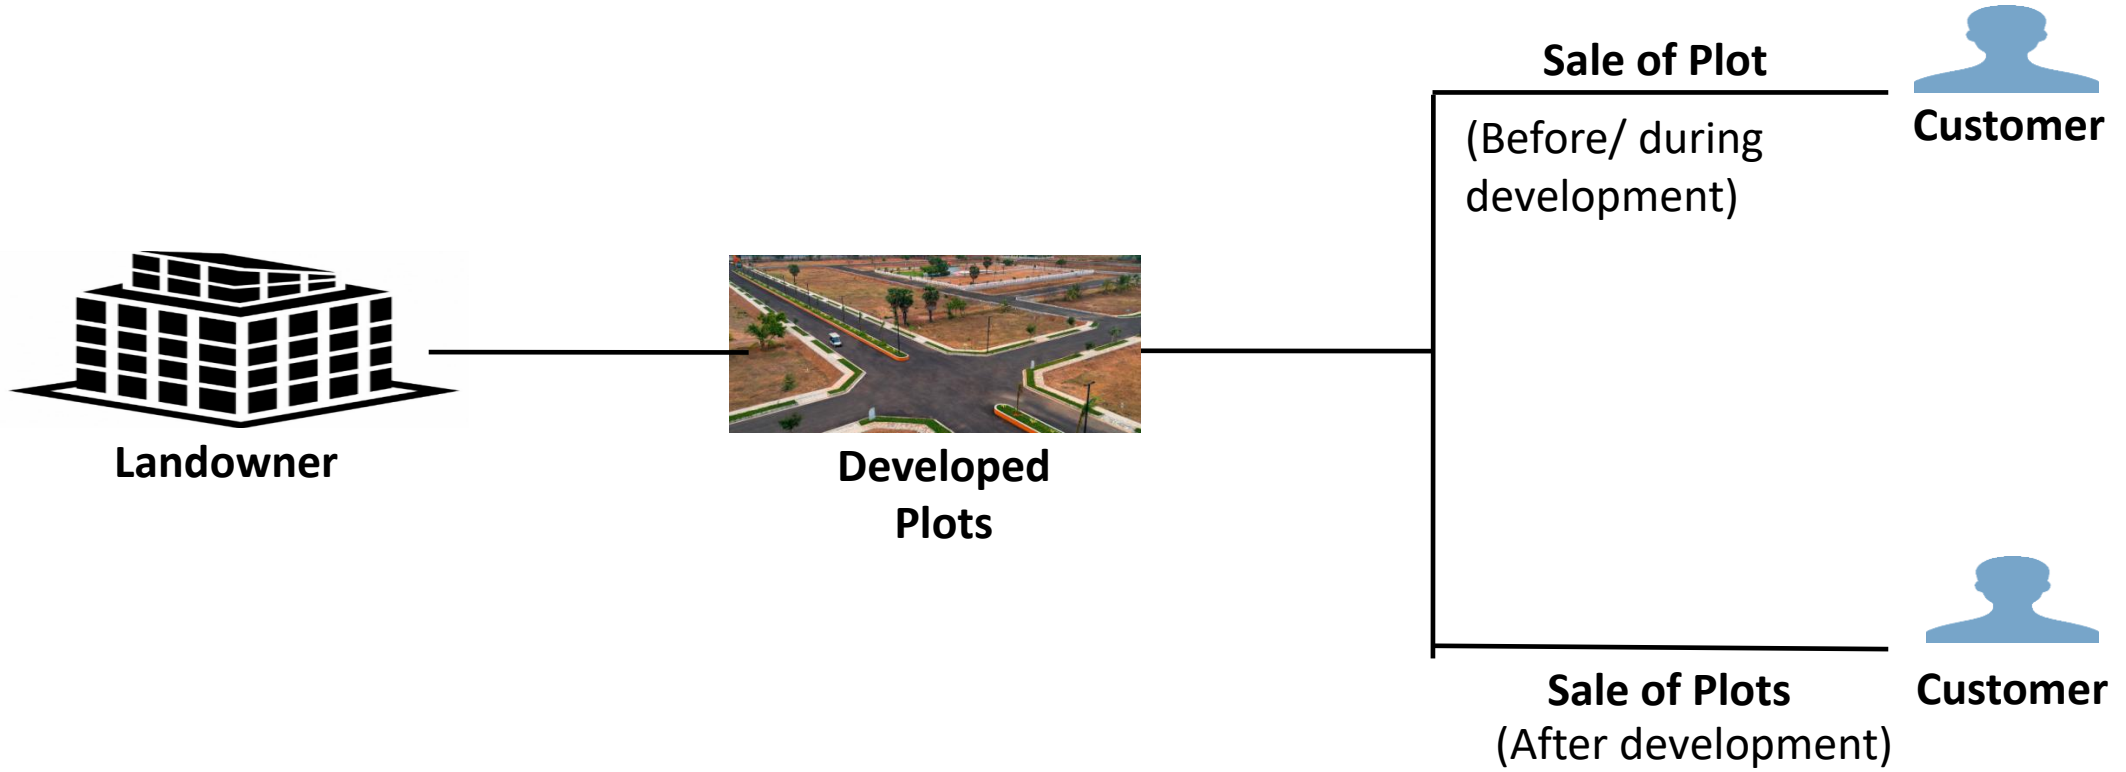 Sale of Plot
(Before/ during
development)
Customer
Landowner
Developed
Plots
Sale of Plots
(After development)
Customer